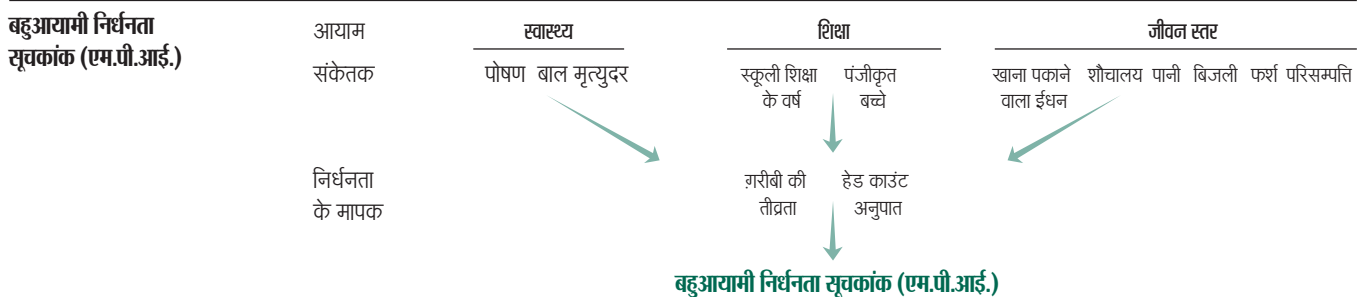 बहुआयामी निर्धनता
सूचकांक (एम.पी.आई.)
आयाम स्वास्थ्य शिक्षा जीवन स्तर
संकेतक पोषण बाल मृत्युदर स्कूली शिक्षा पंजीकृत खाना पकाने शौचालय पानी बिजली फर्श परिसम्पत्ति
के वर्ष बच्चे वाला ईधन
निर्धनता ग़रीबी की हेड काउंट
के मापक तीव्रता अनुपात
बहुआयामी निर्धनता सूचकांक (एम.पी.आई.)